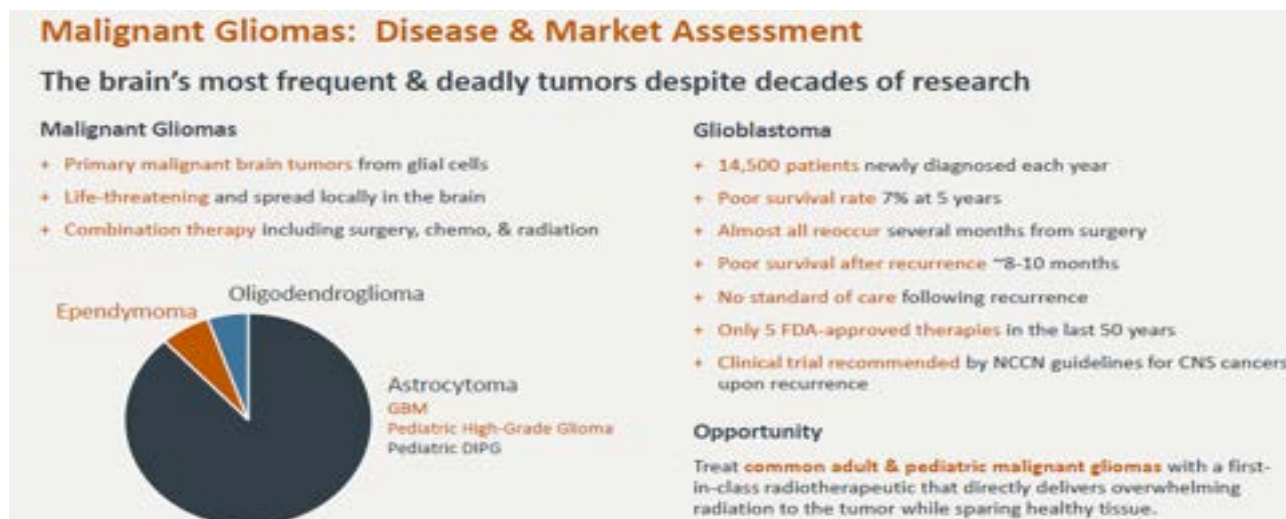 Malignant Gliomas: Disease & Market Assessment
The brain's most frequent & deadly tumors despite decades of research
Malignant Gliomas
+ Primary malignant brain tumors from glial cells
+ Life-threatening and spread locally in the brain
+ Combination therapy including surgery, chemo, & radiation
Oligodendroglioma
Ependymoma
Astrocytoma
GBM
Pediatric High-Grade Glioma
Pediatric DIPG
Glioblastoma
+ 14,500 patients newly diagnosed each year
+ Poor survival rate 7% at 5 years
+ Almost all reoccur several months from surgery
+ Poor survival after recurrence ~8-10 months
+ No standard of care following recurrence
+ Only 5 FDA-approved therapies in the last 50 years
+ Clinical trial recommended by NCCN guidelines for CNS cancers
upon recurrence
Opportunity
Treat common adult & pediatric malignant gliomas with a first-
in-class radiotherapeutic that directly delivers overwhelming
radiation to the tumor while sparing healthy tissue.